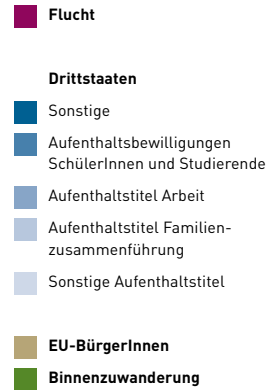 Flucht
Drittstaaten
Sonstige
Aufenthaltsbewilligungen
SchülerInnen und Studierende
Aufenthaltstitel Arbeit
Aufenthaltstitel Familien-
zusammenführung
Sonstige Aufenthaltstitel
EU-BürgerInnen
Binnenzuwanderung